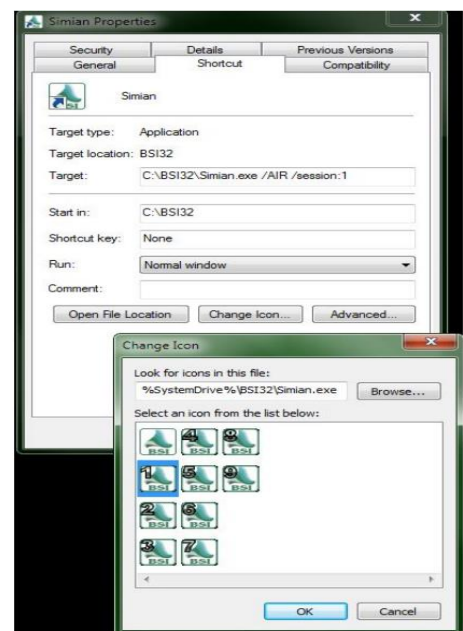 Simian Properties
Security Details Previous Versions
General Shortcut Compatibility
BSI
Simian
Target type: Application
Target location: BSI32
Target: C:\BSI32\Simian.exe /AIR /session:1
Start in: C:\BSI32
Shortcut key: None
Run: Normal window
Comment:
Open File Location Change Icon... Advanced...
Change Icon
Look for icons in this file:
%SystemDrive%\BSI32\Simian.exe Browse...
Select an icon from the list below:
4 8
BSI BSI BSI
1 5 9
BSI BSI BSI
2 6
BSI BSI
3 7
BSI BSI
OK Cancel